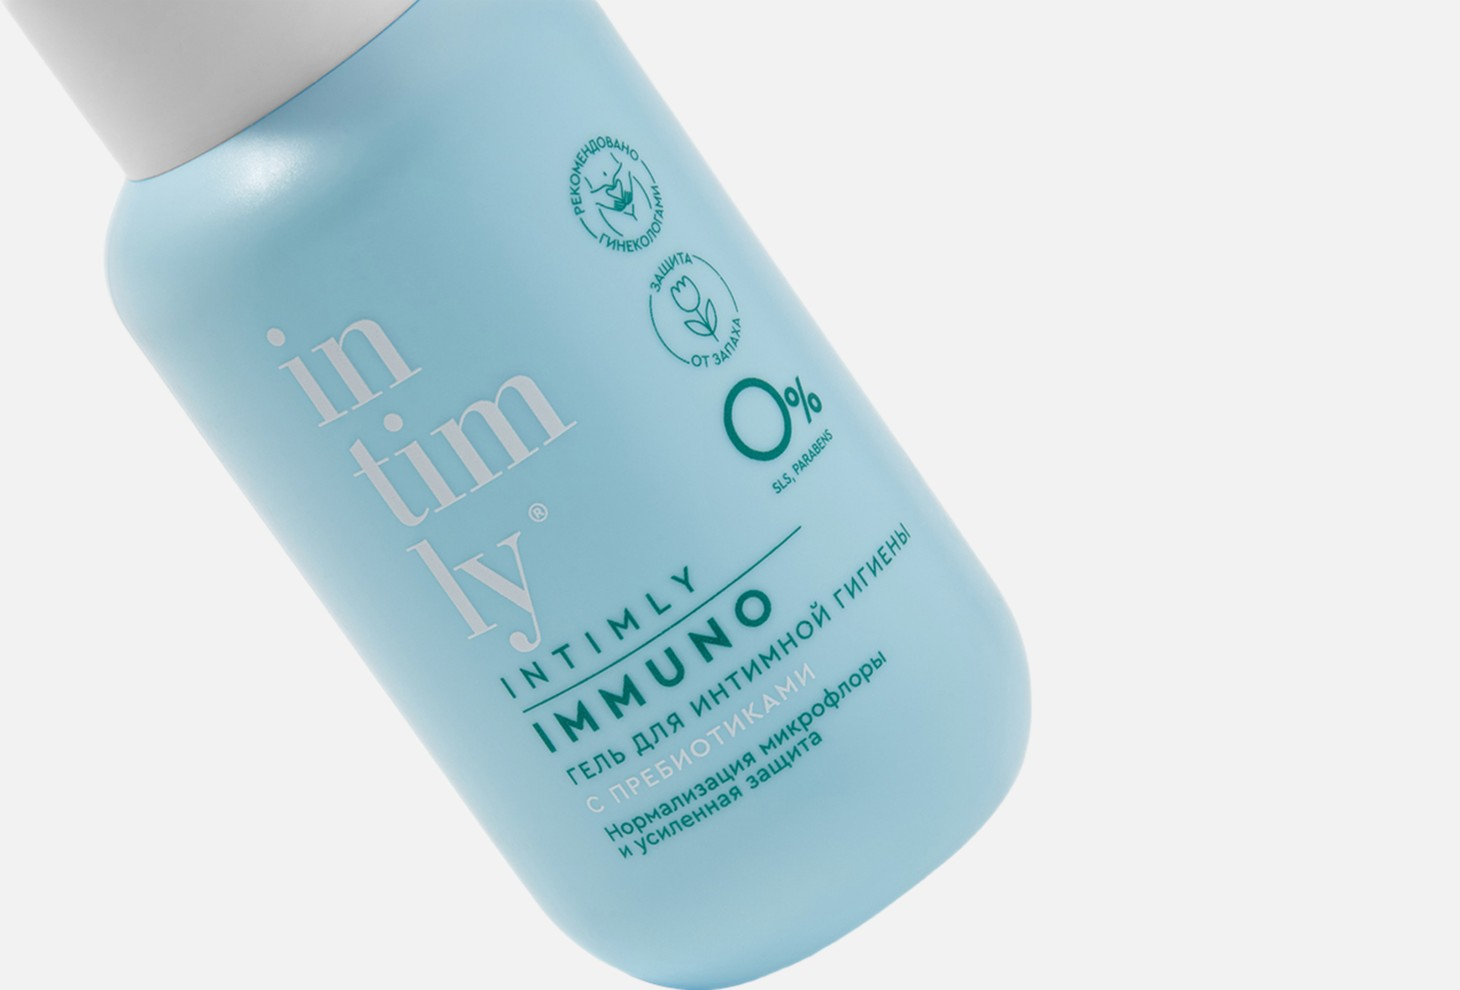 РЕКОМЕНДОВАНО
ГИНЕКОЛОГАМИ
ЗАЩИТА
ОТ ЗАПАХА
0%
SLS, PARABENS
in
tim
ly®
INTIMLY
IMMUNO
ГЕЛЬ ДЛЯ ИНТИМНОЙ ГИГИЕНЫ
С ПРЕБИОТИКАМИ
Нормализация микрофлоры
и усиленная защита